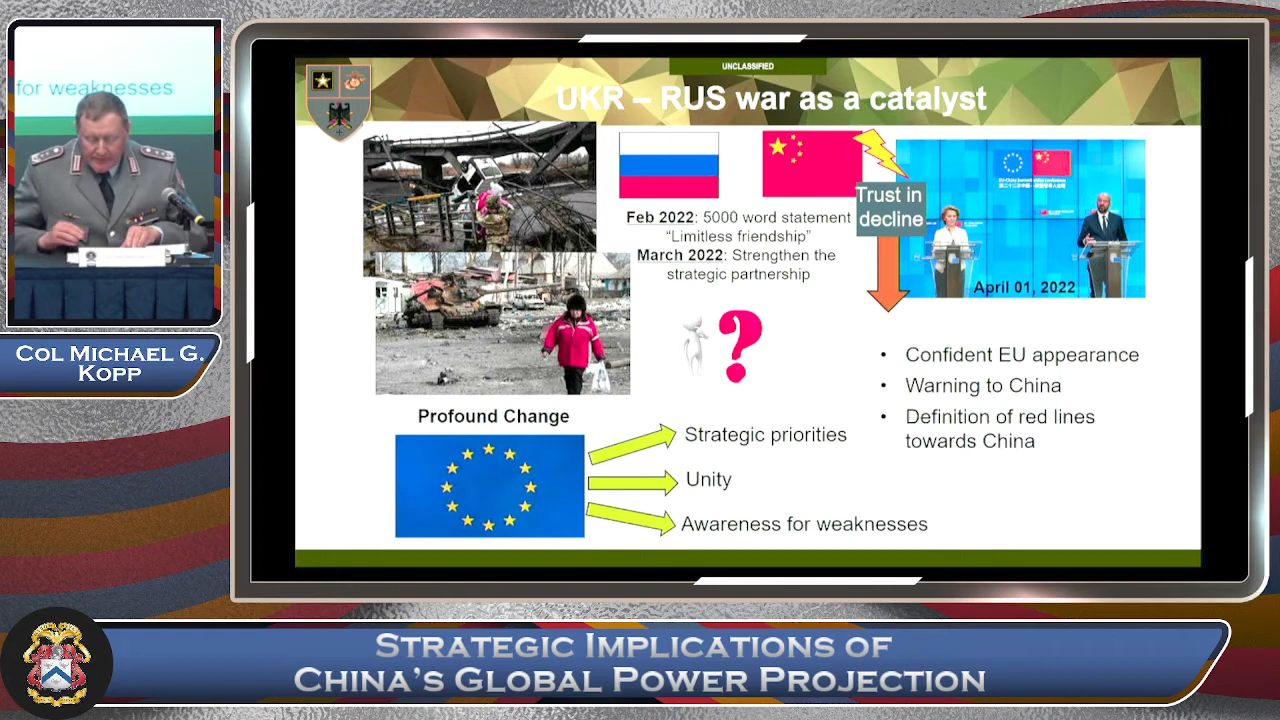 for weaknesses
COL MICHAEL G.
KOPP
UNCLASSIFIED
UKR – RUS war as a catalyst
Feb 2022: 5000 word statement
“Limitless friendship”
March 2022: Strengthen the
strategic partnership
Trust in
decline
April 01, 2022
• Confident EU appearance
• Warning to China
• Definition of red lines
towards China
Profound Change
Strategic priorities
Unity
Awareness for weaknesses
STRATEGIC IMPLICATIONS OF
CHINA’S GLOBAL POWER PROJECTION